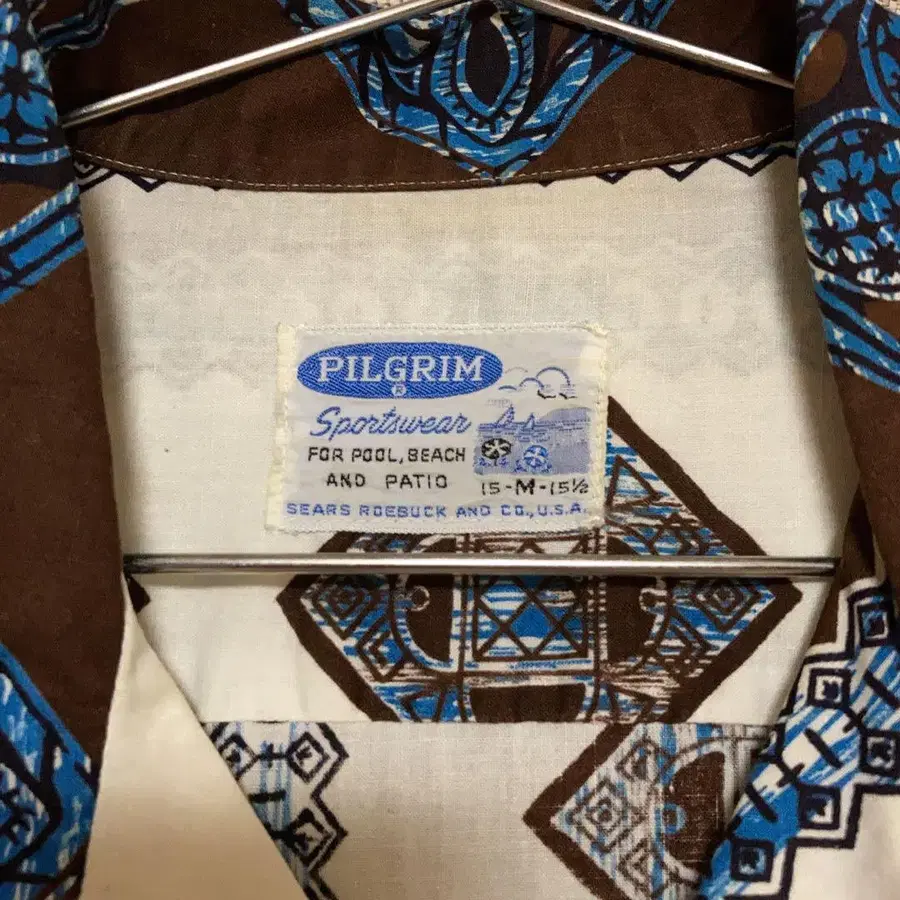 PILGRIM
®
Sportswear
FOR POOL, BEACH
AND PATIO
15-M-15½
SEARS ROEBUCK AND CO., U.S.A.